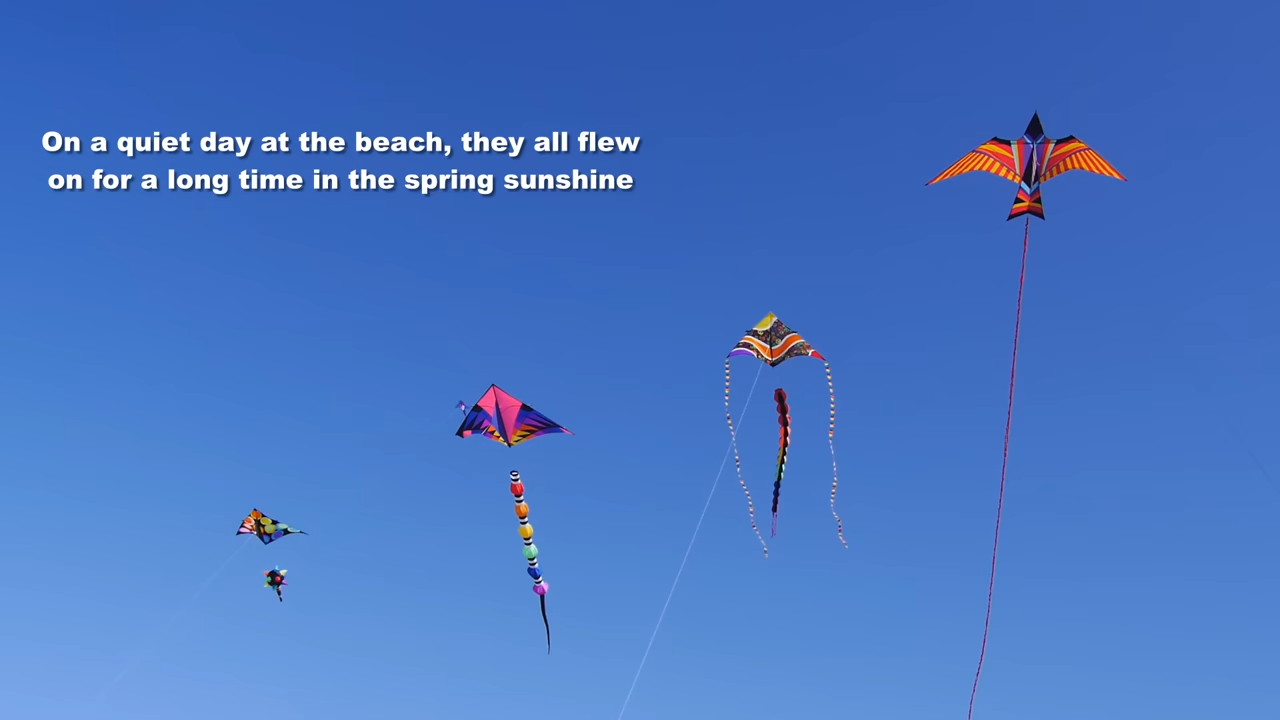 On a quiet day at the beach, they all flew
on for a long time in the spring sunshine